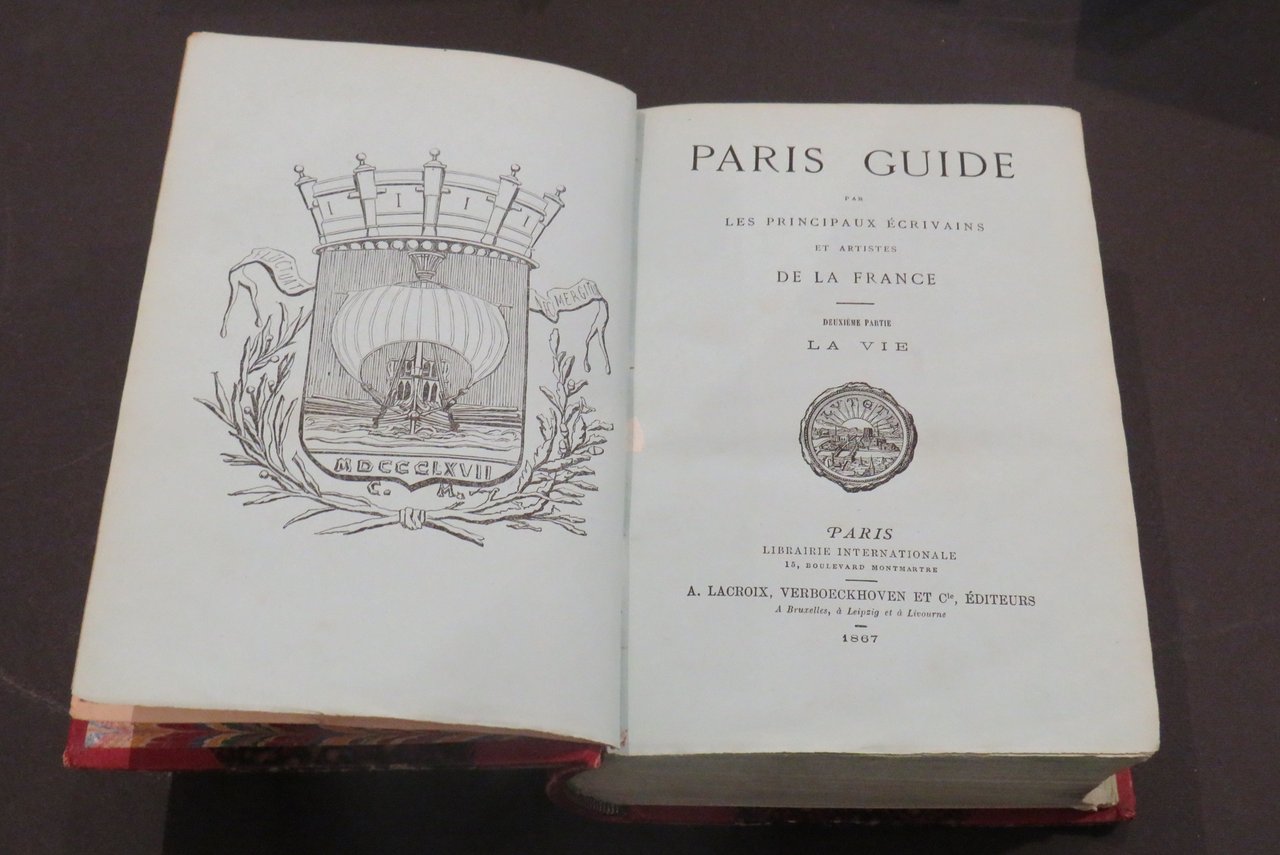 MERGITUR
MDCCCLXVII
C. M.
PARIS GUIDE
PAR
LES PRINCIPAUX ÉCRIVAINS
ET ARTISTES
DE LA FRANCE
DEUXIÈME PARTIE
LA VIE
PARIS
LIBRAIRIE INTERNATIONALE
15, BOULEVARD MONTMARTRE
A. LACROIX, VERBOECKHOVEN ET Cie, ÉDITEURS
A Bruxelles, à Leipzig et à Livourne
1867